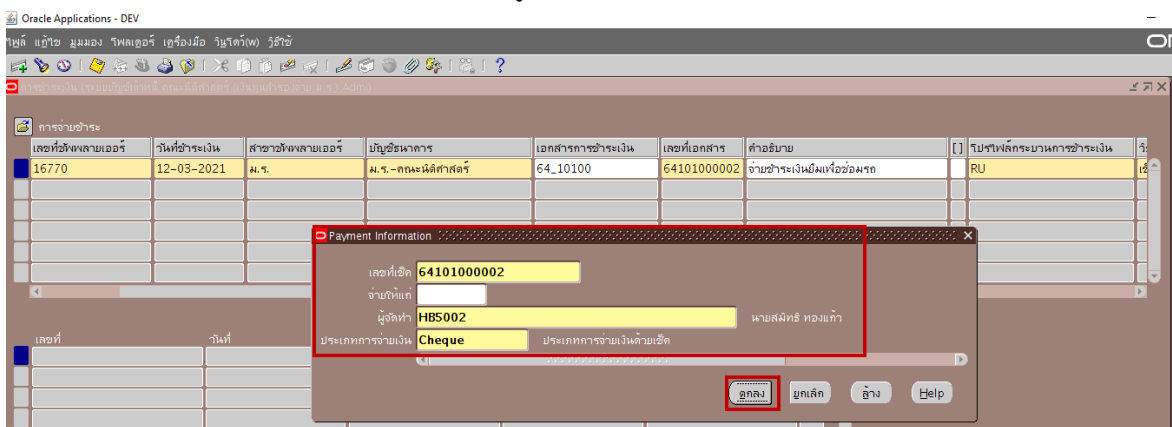 Oracle Applications - DEV
ไฟล์ แก้ไข มุมมอง โฟลเดอร์ เครื่องมือ วินโดว์(W) วิธีใช้
การชำระเงิน
การจ่ายชำระ
เลขที่ซัพพลายเออร์ วันที่ชำระเงิน สาขาซัพพลายเออร์ บัญชีธนาคาร เอกสารการชำระเงิน เลขที่เอกสาร คำอธิบาย [ ] โปรไฟล์กระบวนการชำระเงิน
16770 12-03-2021 ม.ร. ม.ร.-คณะนิติศาสตร์ 64_10100 64101000002 จ่ายชำระเงินยืมเพื่อซ่อมรถ RU
Payment Information
เลขที่เช็ค 64101000002
จ่ายให้แก่
ผู้จัดทำ HB5002 นายสมิทธิ ทองแก้ว
ประเภทการจ่ายเงิน Cheque ประเภทการจ่ายเงินด้วยเช็ค
เลขที่ วันที่
ตกลง ยกเลิก ล้าง Help